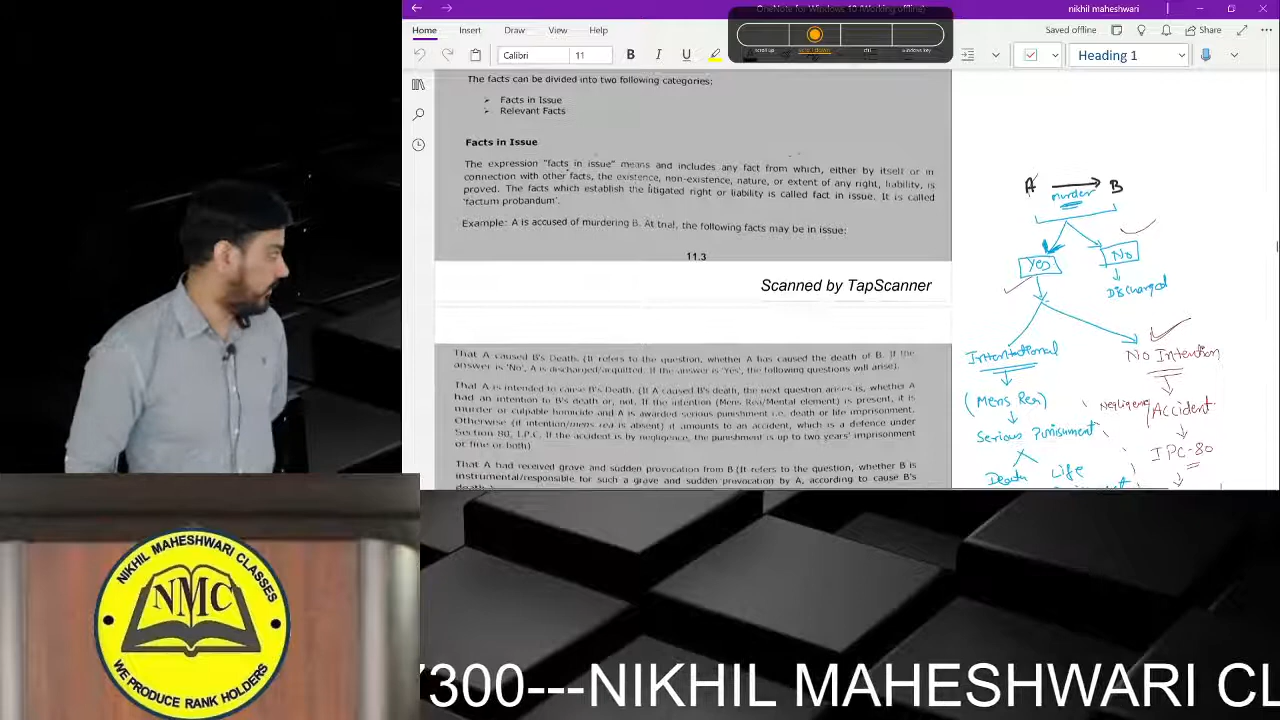 OneNote for Windows 10 (Working offline)
nikhil maheshwari
scroll up
scroll down
ctrl
windows key
Home Insert Draw View Help
Saved offline
Share
Calibri
11
B I U
Heading 1
The facts can be divided into two following categories:
➢ Facts in Issue
➢ Relevant Facts
Facts in Issue
The expression "facts in issue" means and includes any fact from which, either by itself or in
connection with other facts, the existence, non-existence, nature, or extent of any right, liability, is
proved. The facts which establish the litigated right or liability is called fact in issue. It is called
'factum probandum'.
Example: A is accused of murdering B. At trial, the following facts may be in issue:
11.3
Scanned by TapScanner
That A caused B's Death. (It refers to the question, whether A has caused the death of B. If the
answer is 'No', A is discharged/acquitted. If the answer is 'Yes', the following questions will arise).
That A is intended to cause B's Death. (If A caused B's death, the next question arises is, whether A
had an intention to B's death or, not. If the intention (Mens Rea/Mental element) is present, it is
murder or culpable homicide and A is awarded serious punishment i.e. death or life imprisonment.
Otherwise (if intention/mens rea is absent) it amounts to an accident, which is a defence under
Section 80, I.P.C. If the accident is by negligence, the punishment is up to two years' imprisonment
or fine or both)
That A had received grave and sudden provocation from B (It refers to the question, whether B is
instrumental/responsible for such a grave and sudden provocation by A, according to cause B's
A → B
murder
Yes
No
Discharged
Intentional
No Intention
(Mens Rea)
Negligence
Accident
Serious Punishment
IPC-80
Death Life
NIKHIL MAHESHWARI CLASSES
NMC
WE PRODUCE RANK HOLDERS
7300---NIKHIL MAHESHWARI CL